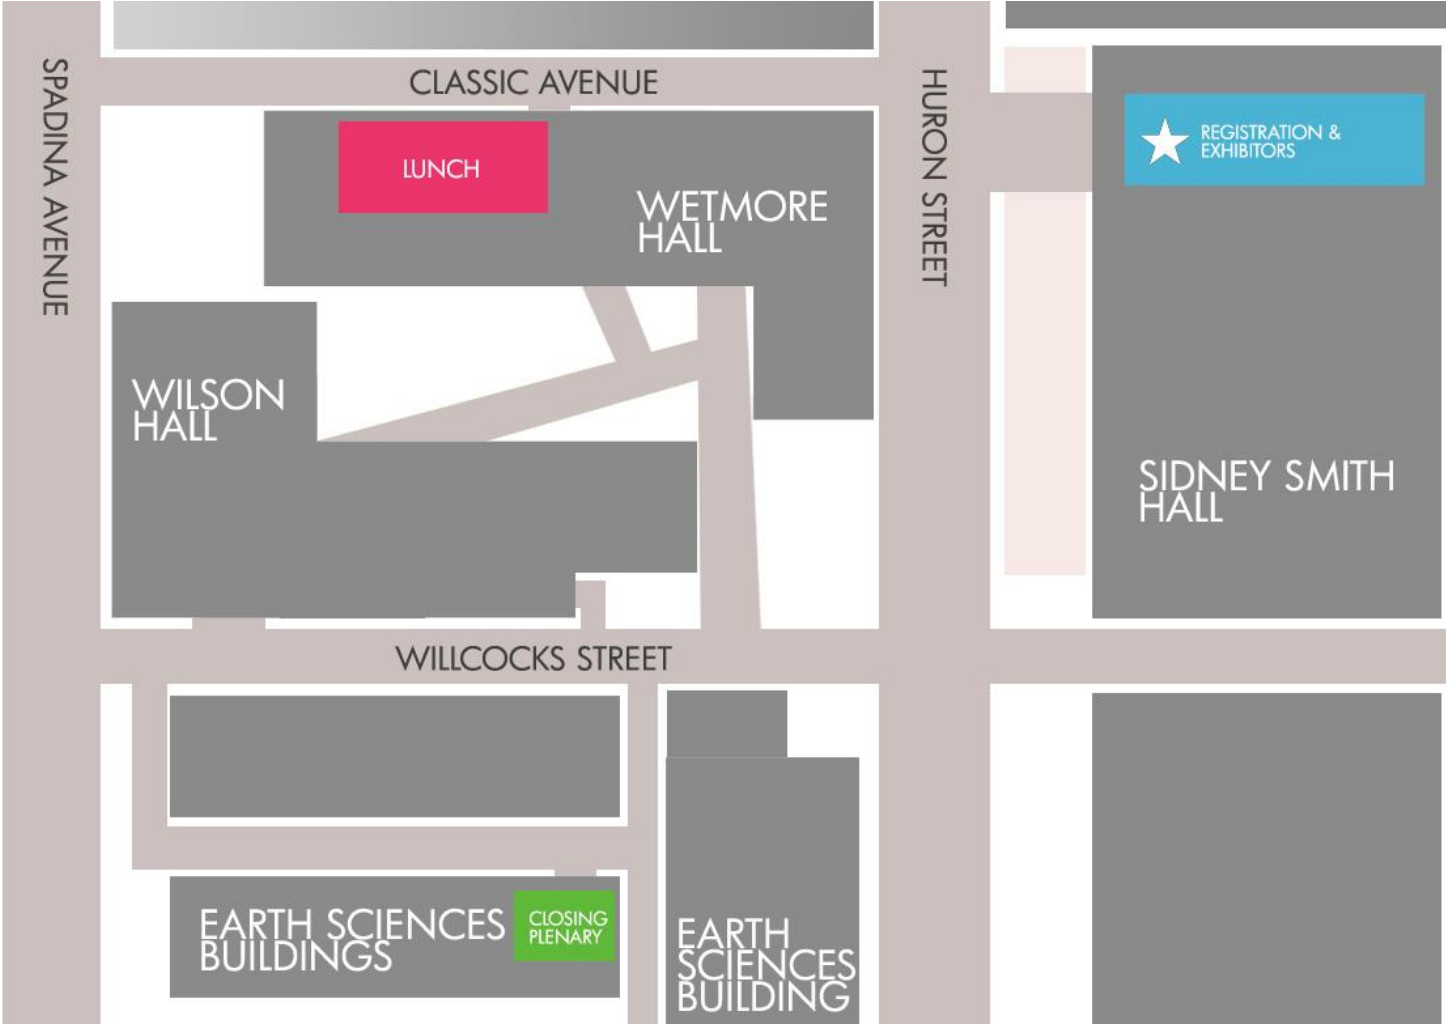 CLASSIC AVENUE
SPADINA AVENUE
HURON STREET
REGISTRATION &
EXHIBITORS
LUNCH
WETMORE
HALL
WILSON
HALL
SIDNEY SMITH
HALL
WILLCOCKS STREET
EARTH SCIENCES
BUILDINGS
CLOSING
PLENARY
EARTH
SCIENCES
BUILDING